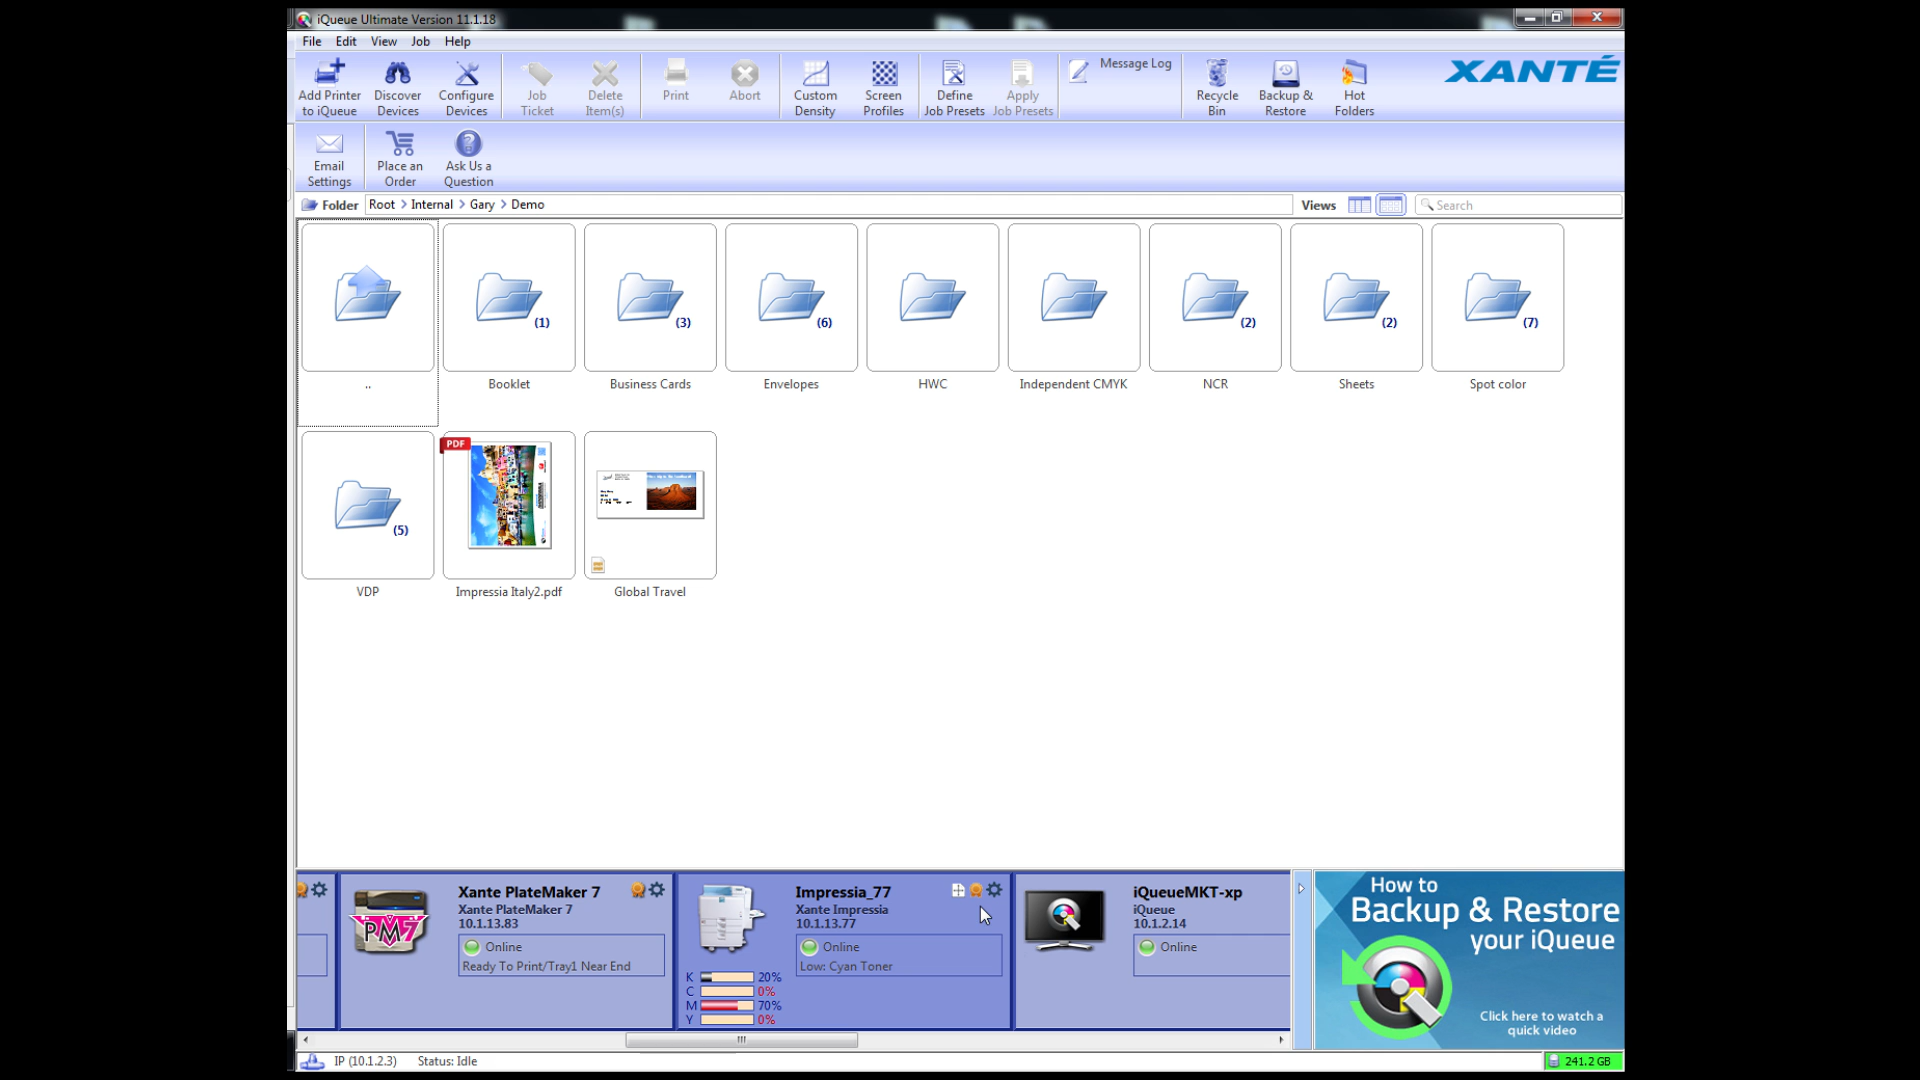 iQueue Ultimate Version 11.1.18
File Edit View Job Help
Add Printer to iQueue
Discover Devices
Configure Devices
Job Ticket
Delete Item(s)
Print
Abort
Custom Density
Screen Profiles
Define Job Presets
Apply Job Presets
Message Log
Recycle Bin
Backup & Restore
Hot Folders
XANTÉ
Email Settings
Place an Order
Ask Us a Question
Folder Root > Internal > Gary > Demo
Views
Search
(1) (3) (6) (2) (2) (7)
.. Booklet Business Cards Envelopes HWC Independent CMYK NCR Sheets Spot color
PDF
(5)
VDP Impressia Italy2.pdf Global Travel
Xante PlateMaker 7
Xante PlateMaker 7
10.1.13.83
Online
Ready To Print/Tray1 Near End
PM7
Impressia_77
Xante Impressia
10.1.13.77
Online
Low: Cyan Toner
K 20%
C 0%
M 70%
Y 0%
iQueueMKT-xp
iQueue
10.1.2.14
Online
How to
Backup & Restore
your iQueue
Click here to watch a
quick video
IP (10.1.2.3) Status: Idle
241.2 GB